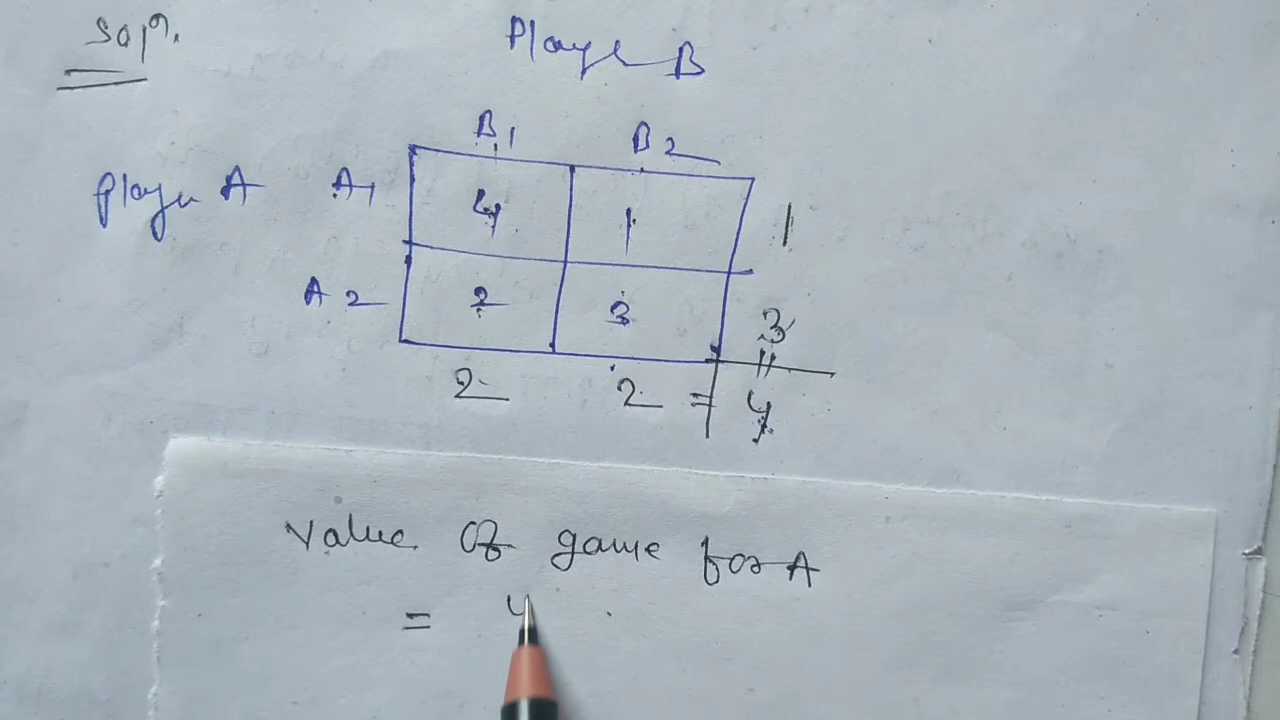 Sol?.
Player B
B1 B2
Player A A1 4 1 1
A2 2 3 3
2 2 = 4
Value of game for A
= 4